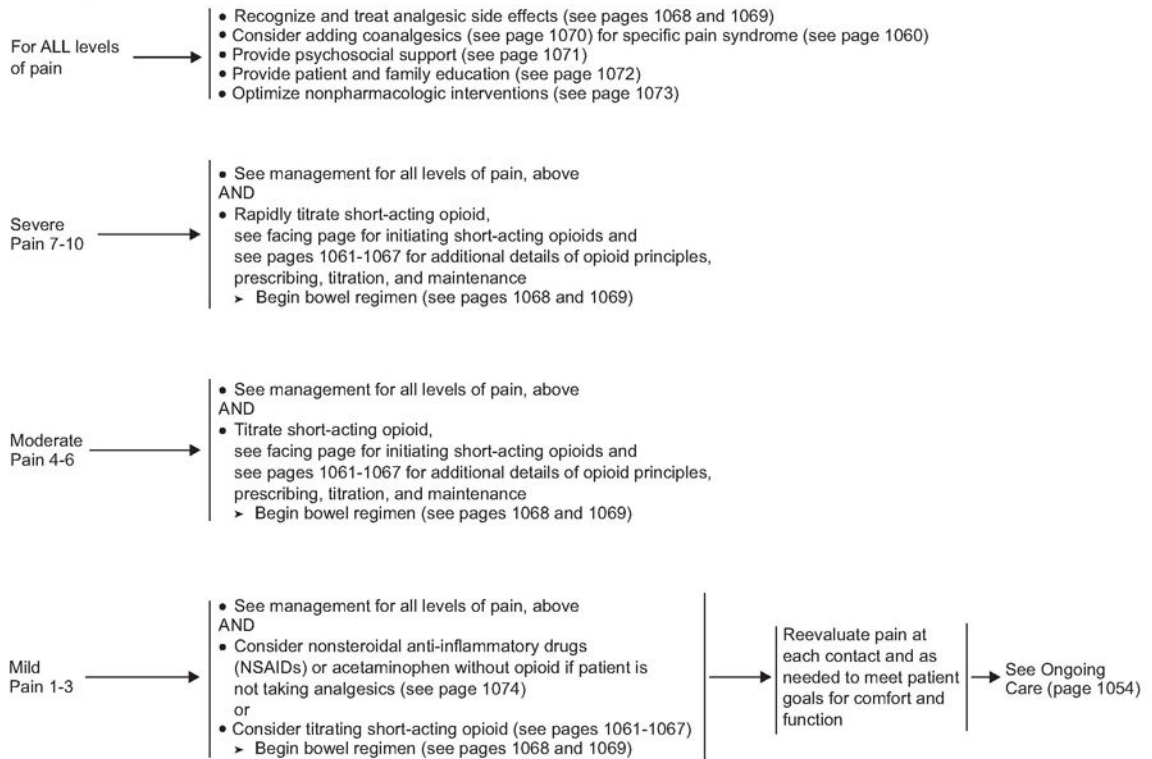 For ALL levels
of pain
● Recognize and treat analgesic side effects (see pages 1068 and 1069)
● Consider adding coanalgesics (see page 1070) for specific pain syndrome (see page 1060)
● Provide psychosocial support (see page 1071)
● Provide patient and family education (see page 1072)
● Optimize nonpharmacologic interventions (see page 1073)
Severe
Pain 7-10
● See management for all levels of pain, above
AND
● Rapidly titrate short-acting opioid,
see facing page for initiating short-acting opioids and
see pages 1061-1067 for additional details of opioid principles,
prescribing, titration, and maintenance
➤ Begin bowel regimen (see pages 1068 and 1069)
Moderate
Pain 4-6
● See management for all levels of pain, above
AND
● Titrate short-acting opioid,
see facing page for initiating short-acting opioids and
see pages 1061-1067 for additional details of opioid principles,
prescribing, titration, and maintenance
➤ Begin bowel regimen (see pages 1068 and 1069)
Mild
Pain 1-3
● See management for all levels of pain, above
AND
● Consider nonsteroidal anti-inflammatory drugs
(NSAIDs) or acetaminophen without opioid if patient is
not taking analgesics (see page 1074)
or
● Consider titrating short-acting opioid (see pages 1061-1067)
➤ Begin bowel regimen (see pages 1068 and 1069)
Reevaluate pain at
each contact and as
needed to meet patient
goals for comfort and
function
See Ongoing
Care (page 1054)